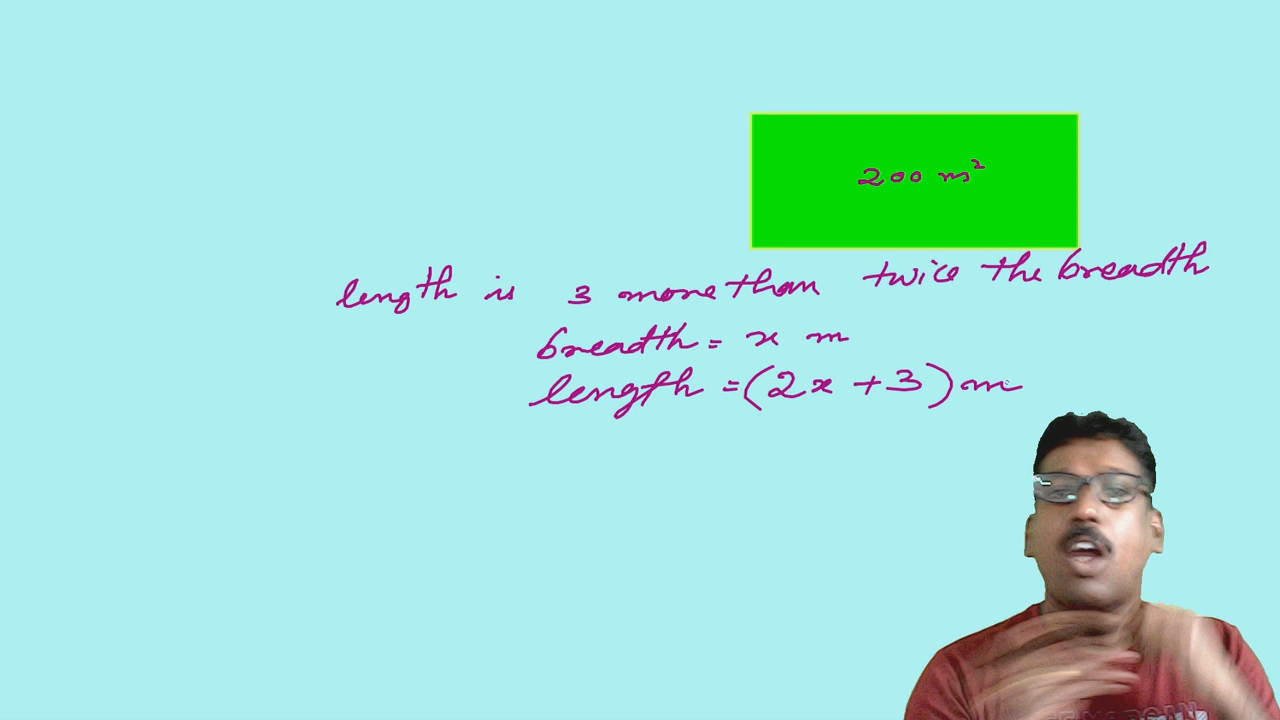 200 m²
length is 3 more than twice the breadth
breadth = x m
length = (2x + 3) m